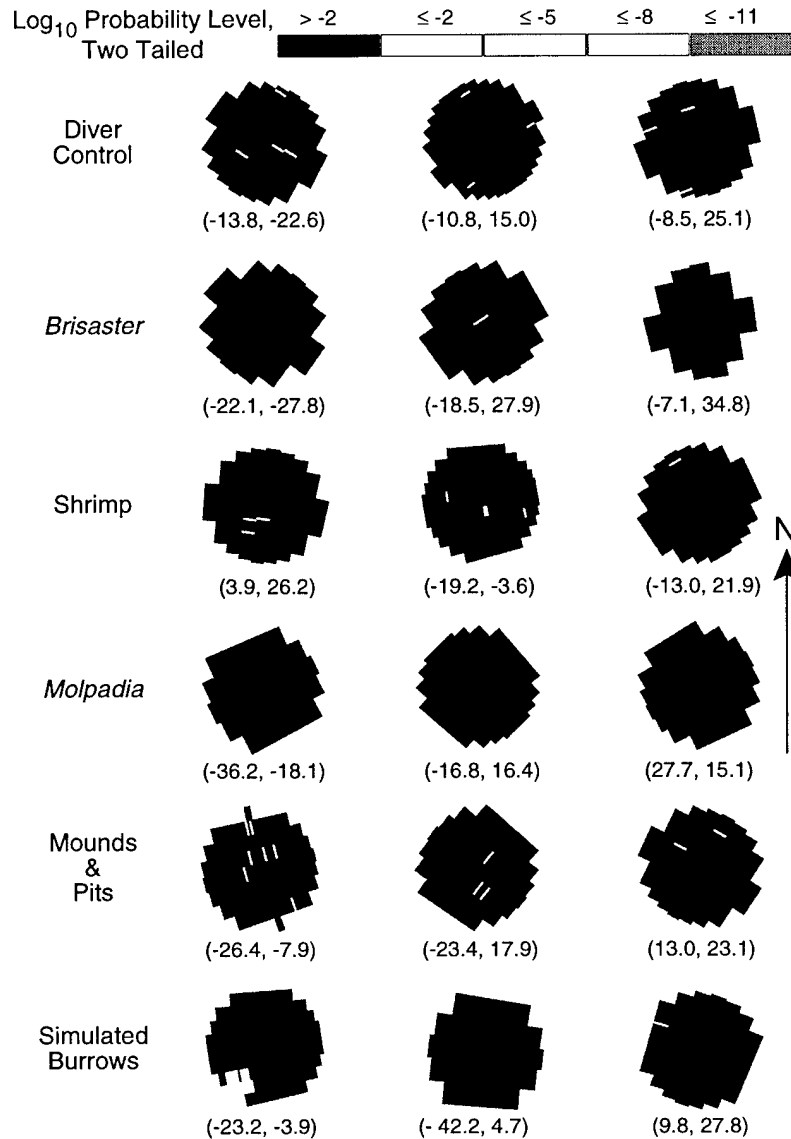 Log10 Probability Level, > -2 ≤ -2 ≤ -5 ≤ -8 ≤ -11
Two Tailed
Diver
Control
(-13.8, -22.6) (-10.8, 15.0) (-8.5, 25.1)
Brisaster
(-22.1, -27.8) (-18.5, 27.9) (-7.1, 34.8)
Shrimp
N
(3.9, 26.2) (-19.2, -3.6) (-13.0, 21.9)
Molpadia
(-36.2, -18.1) (-16.8, 16.4) (27.7, 15.1)
Mounds
&
Pits
(-26.4, -7.9) (-23.4, 17.9) (13.0, 23.1)
Simulated
Burrows
(-23.2, -3.9) (- 42.2, 4.7) (9.8, 27.8)